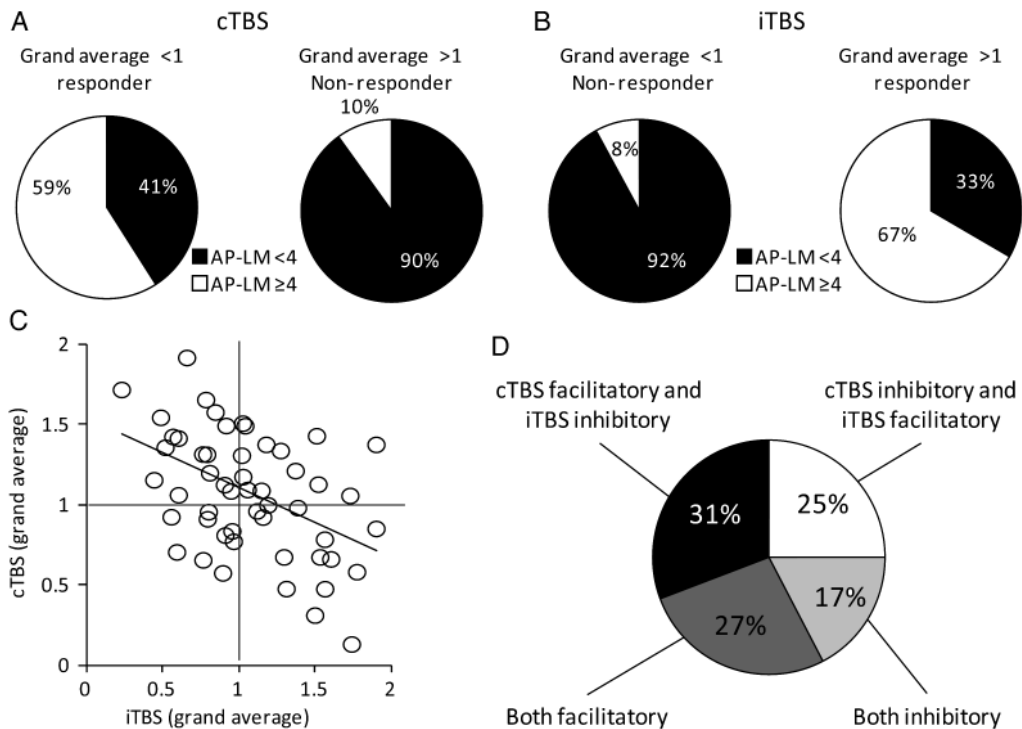 A
cTBS
Grand average <1
responder
Grand average >1
Non-responder
10%
59%
41%
90%
AP-LM <4
AP-LM ≥4
B
iTBS
Grand average <1
Non-responder
Grand average >1
responder
8%
92%
33%
67%
AP-LM <4
AP-LM ≥4
C
2
1.5
1
0.5
0
cTBS (grand average)
0
0.5
1
1.5
2
iTBS (grand average)
D
cTBS facilitatory and
iTBS inhibitory
cTBS inhibitory and
iTBS facilitatory
31%
25%
27%
17%
Both facilitatory
Both inhibitory